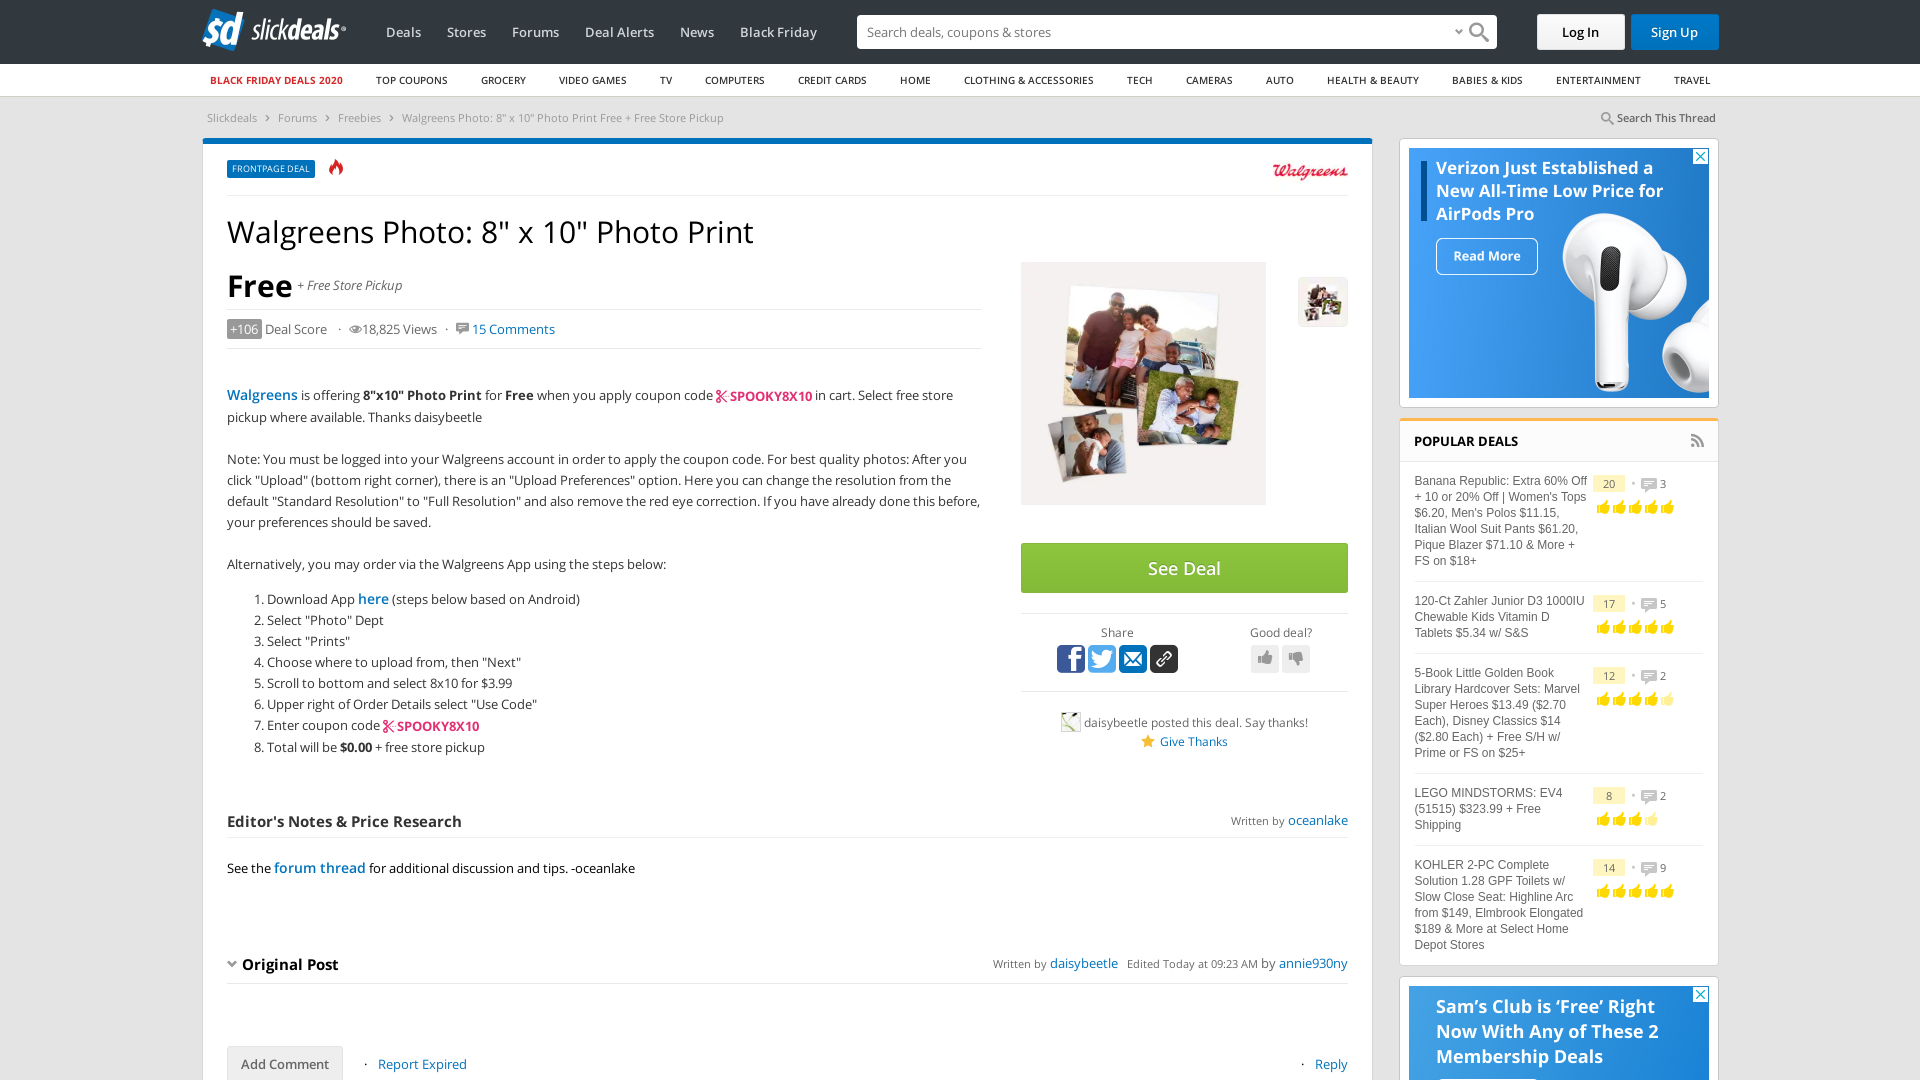 $d slickdeals
Deals Stores Forums Deal Alerts News Black Friday
Search deals, coupons & shops
Log In
Sign Up
BLACK FRIDAY DEALS 2020 TOP COUPONS GROCERY VIDEO GAMES TV COMPUTERS CREDIT CARDS HOME CLOTHING & ACCESSORIES TECH CAMERAS AUTO HEALTH & BEAUTY BABIES & KIDS ENTERTAINMENT TRAVEL
Slickdeals > Forums > Freebies > Walgreens Photo: 8" x 10" Photo Print Free + Free Store Pickup
Search This Thread
FRONTPAGE DEAL
Walgreens
Walgreens Photo: 8" x 10" Photo Print
Free + Free Store Pickup
+106 Deal Score · 18,825 Views · 15 Comments
Walgreens is offering 8"x10" Photo Print for Free when you apply coupon code SPOOKY8X10 in cart. Select free store
pickup where available. Thanks daisybeetle
Note: You must be logged into your Walgreens account in order to apply the coupon code. For best quality photos: After you
click "Upload" (bottom right corner), there is an "Upload Preferences" option. Here you can change the resolution from the
default "Standard Resolution" to "Full Resolution" and also remove the red eye correction. If you have already done this before,
your preferences should be saved.
Alternatively, you may order via the Walgreens App using the steps below:
1. Download App here (steps below based on Android)
2. Select "Photo" Dept
3. Select "Prints"
4. Choose where to upload from, then "Next"
5. Scroll to bottom and select 8x10 for $3.99
6. Upper right of Order Details select "Use Code"
7. Enter coupon code SPOOKY8X10
8. Total will be $0.00 + free store pickup
See Deal
Share
Good deal?
daisybeetle posted this deal. Say thanks!
Give Thanks
Editor's Notes & Price Research
Written by oceanlake
See the forum thread for additional discussion and tips. -oceanlake
Original Post
Written by daisybeetle Edited Today at 09:23 AM by annie930ny
Add Comment · Report Expired
· Reply
Verizon Just Established a
New All-Time Low Price for
AirPods Pro
Read More
POPULAR DEALS
Banana Republic: Extra 60% Off
+ 10 or 20% Off | Women's Tops
$6.20, Men's Polos $11.15,
Italian Wool Suit Pants $61.20,
Pique Blazer $71.10 & More +
FS on $18+
20 • 3
120-Ct Zahler Junior D3 1000IU
Chewable Kids Vitamin D
Tablets $5.34 w/ S&S
17 • 5
5-Book Little Golden Book
Library Hardcover Sets: Marvel
Super Heroes $13.49 ($2.70
Each), Disney Classics $14
($2.80 Each) + Free S/H w/
Prime or FS on $25+
12 • 2
LEGO MINDSTORMS: EV4
(51515) $323.99 + Free
Shipping
8 • 2
KOHLER 2-PC Complete
Solution 1.28 GPF Toilets w/
Slow Close Seat: Highline Arc
from $149, Elmbrook Elongated
$189 & More at Select Home
Depot Stores
14 • 9
Sam's Club is 'Free' Right
Now With Any of These 2
Membership Deals